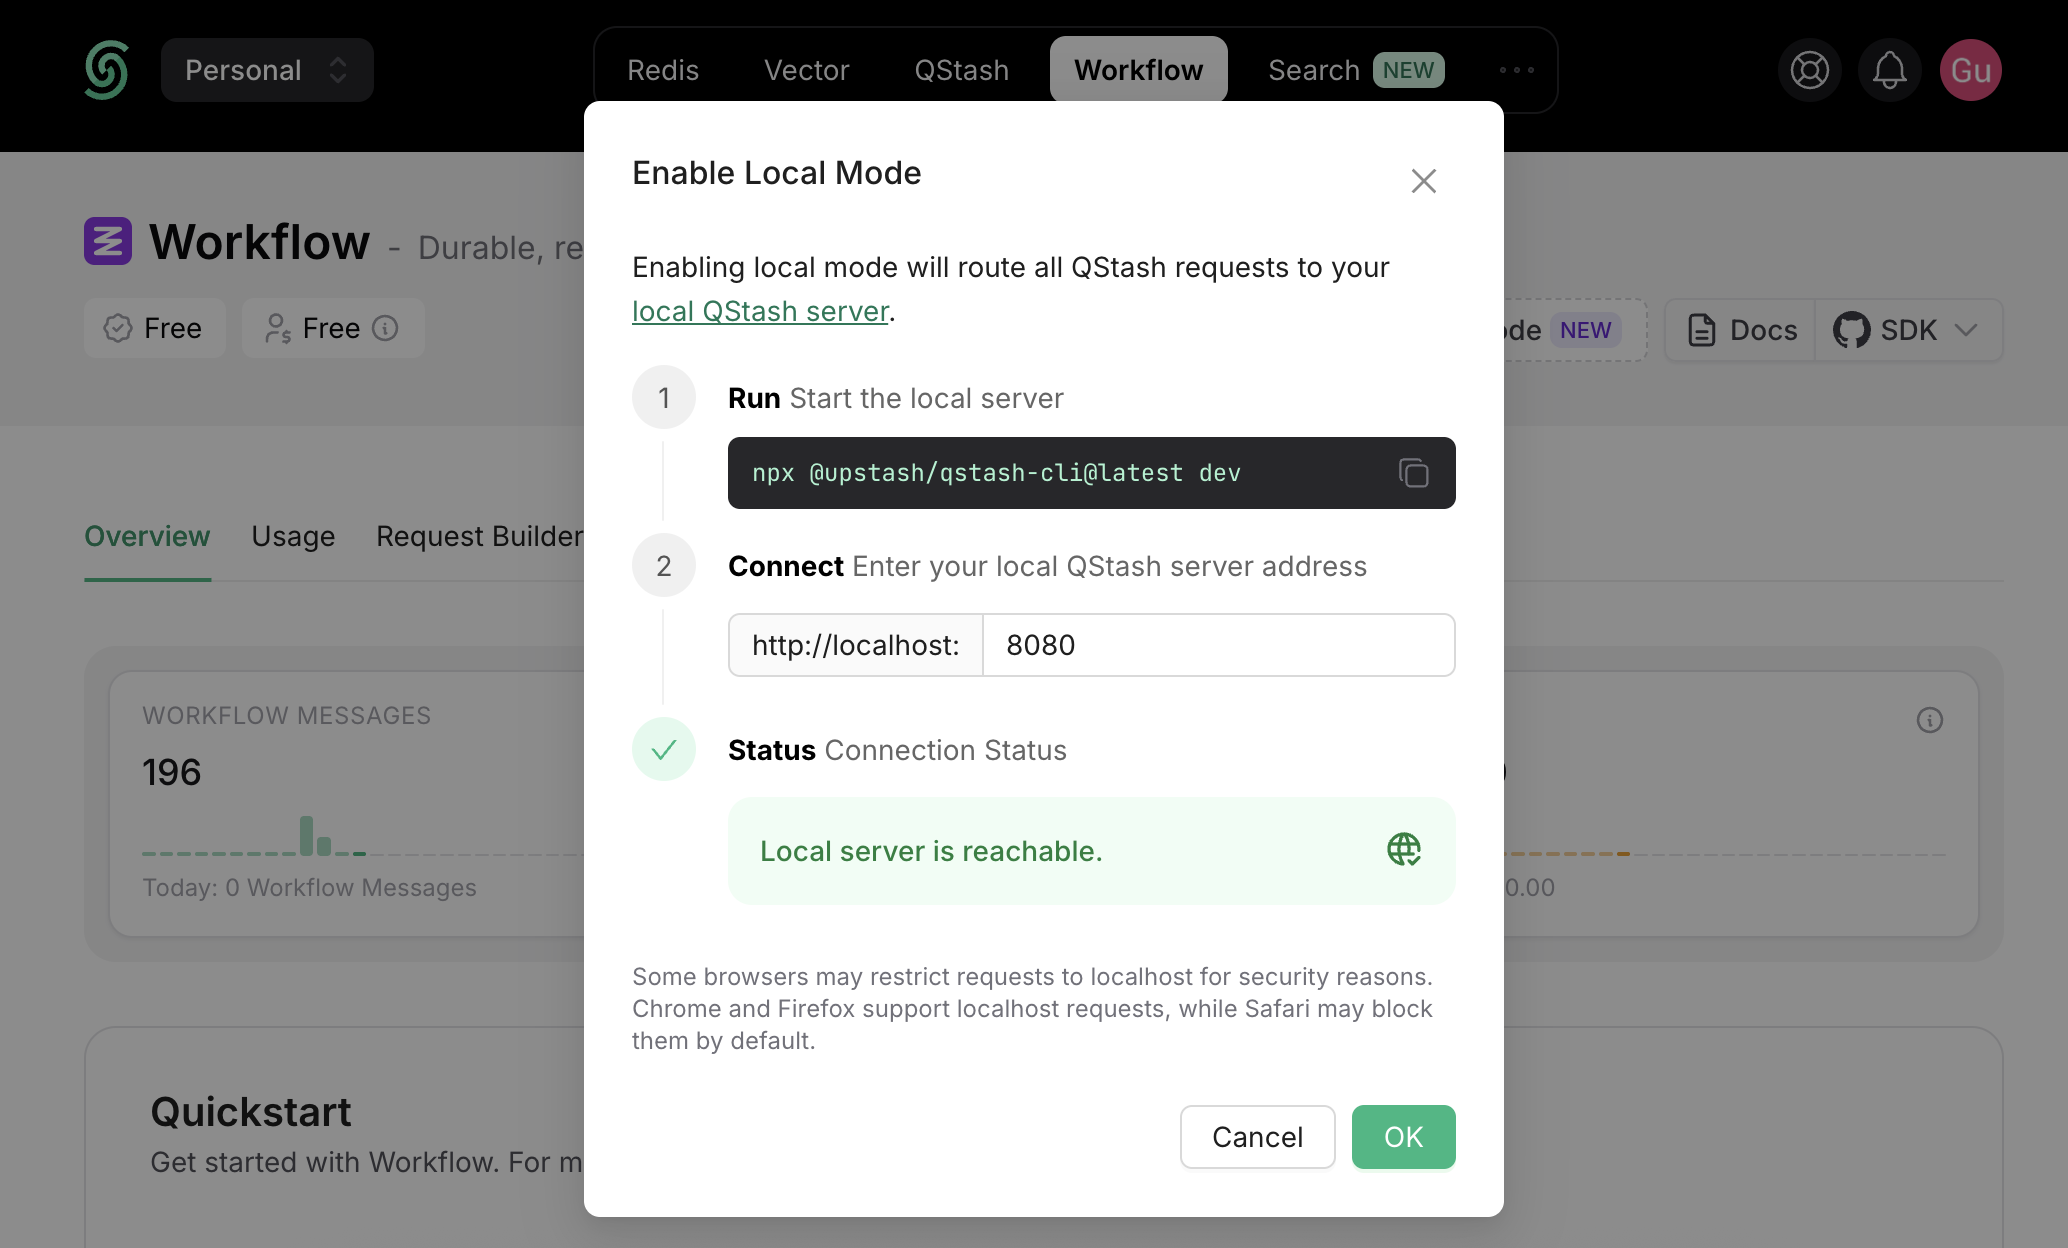 Personal
Redis
Vector
QStash
Workflow
Search NEW
Gu
Workflow - Durable, re
Free
Free
ode NEW
Docs
SDK
Overview
Usage
Request Builder
WORKFLOW MESSAGES
196
Today: 0 Workflow Messages
0.00
Quickstart
Get started with Workflow. For m
Enable Local Mode
Enabling local mode will route all QStash requests to your
local QStash server.
1
Run Start the local server
npx @upstash/qstash-cli@latest dev
2
Connect Enter your local QStash server address
http://localhost: 8080
Status Connection Status
Local server is reachable.
Some browsers may restrict requests to localhost for security reasons.
Chrome and Firefox support localhost requests, while Safari may block
them by default.
Cancel
OK